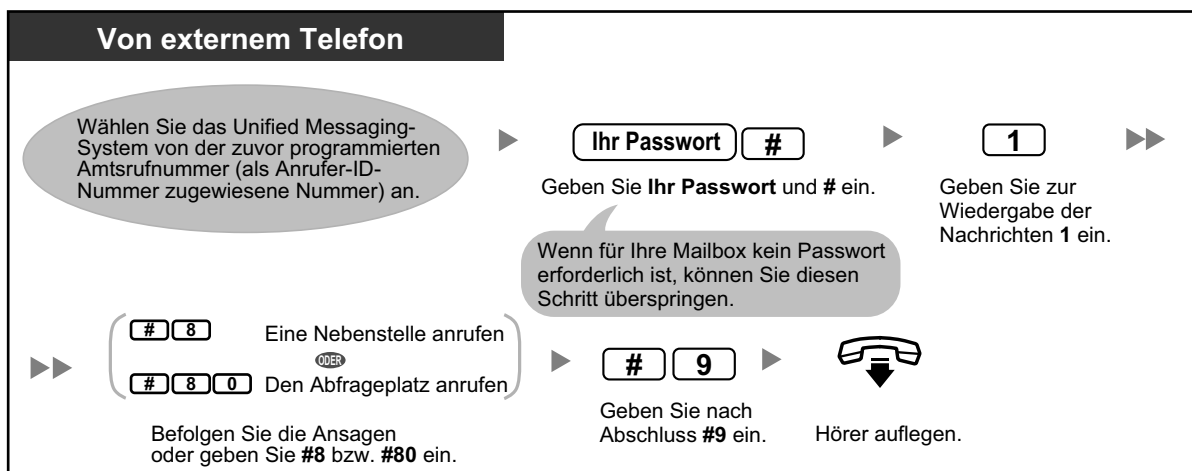 Von externem Telefon
Wählen Sie das Unified Messaging-
System von der zuvor programmierten
Amtsrufnummer (als Anrufer-ID-
Nummer zugewiesene Nummer) an.
Ihr Passwort #
Geben Sie Ihr Passwort und # ein.
Wenn für Ihre Mailbox kein Passwort
erforderlich ist, können Sie diesen
Schritt überspringen.
1
Geben Sie zur
Wiedergabe der
Nachrichten 1 ein.
# 8 Eine Nebenstelle anrufen
ODER
# 8 0 Den Abfrageplatz anrufen
Befolgen Sie die Ansagen
oder geben Sie #8 bzw. #80 ein.
# 9
Geben Sie nach
Abschluss #9 ein.
Hörer auflegen.